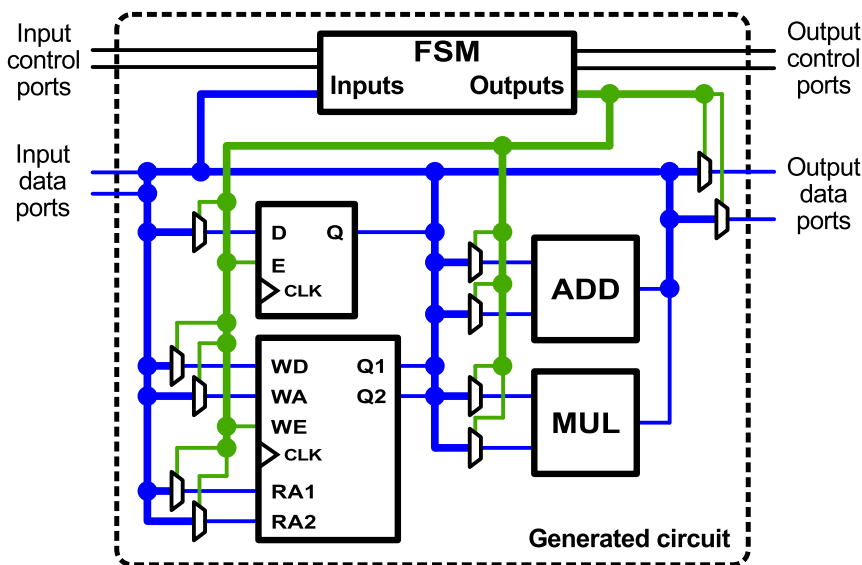 Input
control
ports
FSM
Inputs
Outputs
Output
control
ports
Input
data
ports
Output
data
ports
D
Q
E
CLK
ADD
WD
Q1
WA
Q2
WE
CLK
RA1
RA2
MUL
Generated circuit